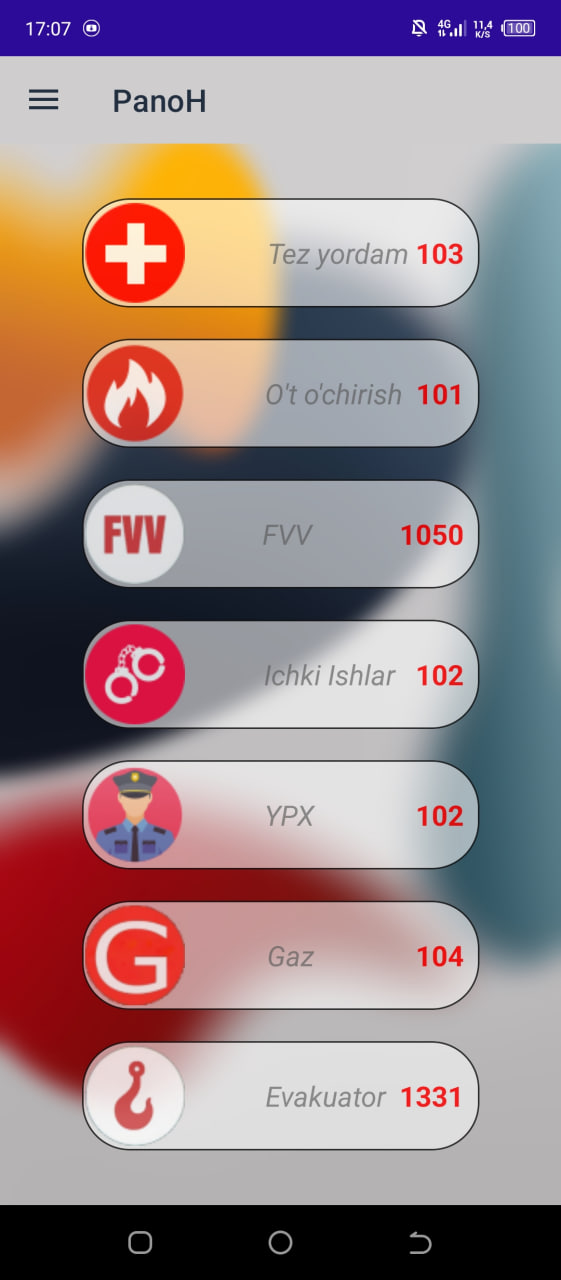 17:07 4G 11,4 K/S 100
PanoH
Tez yordam 103
O't o'chirish 101
FVV FVV 1050
Ichki Ishlar 102
YPX 102
G Gaz 104
Evakuator 1331